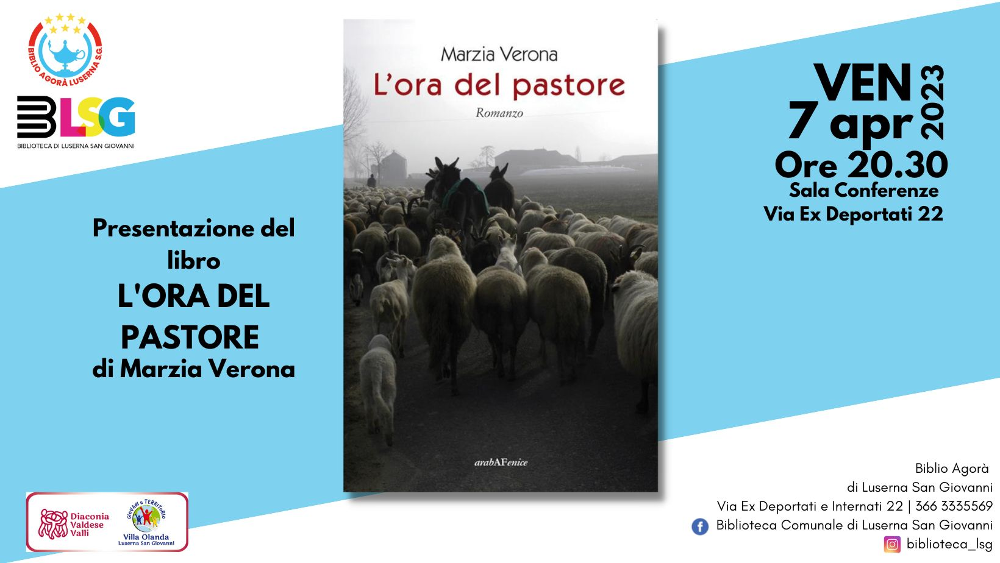 BIBLIO AGORÀ LUSERNA S.G.
BLSG
BIBLIOTECA DI LUSERNA SAN GIOVANNI
Presentazione del
libro
L'ORA DEL
PASTORE
di Marzia Verona
Marzia Verona
L'ora del pastore
Romanzo
arabAFenice
VEN
7 apr
2023
Ore 20.30
Sala Conferenze
Via Ex Deportati 22
Diaconia
Valdese
Valli
GIOVANI e TERRITORIO
Villa Olanda
Luserna San Giovanni
Biblio Agorà
di Luserna San Giovanni
Via Ex Deportati e Internati 22 | 366 3335569
Biblioteca Comunale di Luserna San Giovanni
biblioteca_lsg